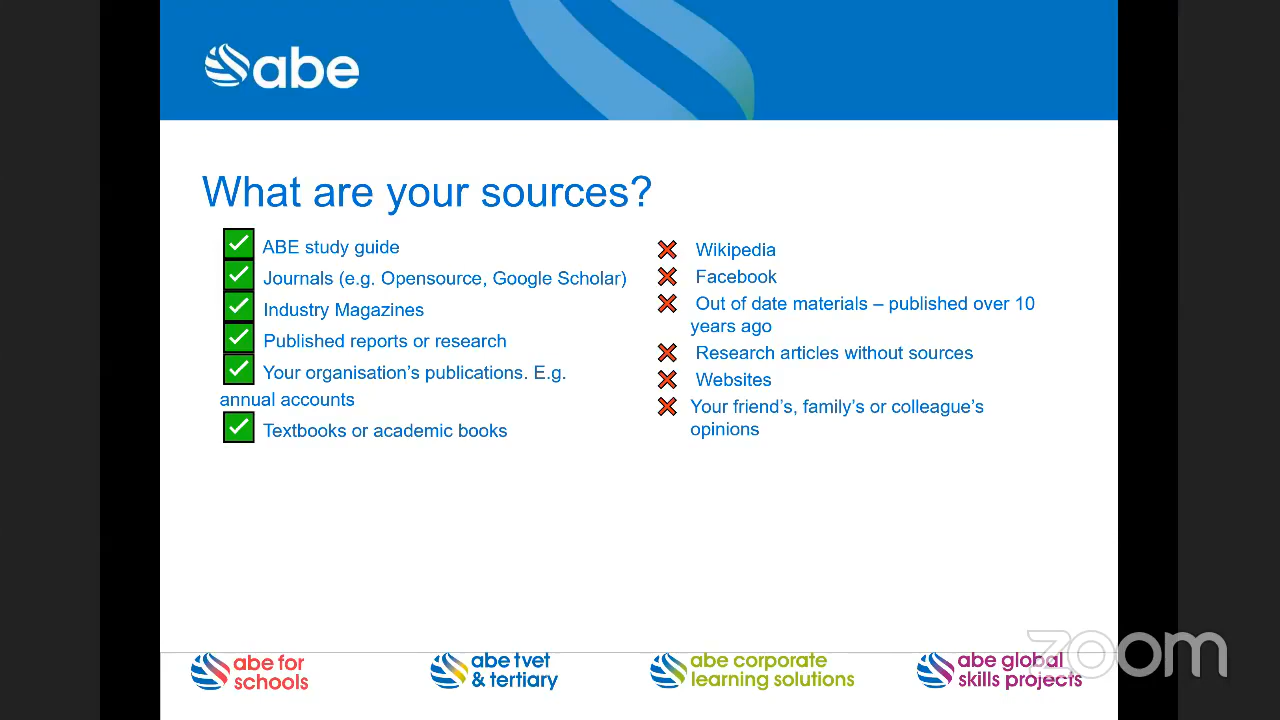 abe
What are your sources?
ABE study guide
Journals (e.g. Opensource, Google Scholar)
Industry Magazines
Published reports or research
Your organisation's publications. E.g.
annual accounts
Textbooks or academic books
Wikipedia
Facebook
Out of date materials – published over 10
years ago
Research articles without sources
Websites
Your friend's, family's or colleague's
opinions
abe for
schools
abe tvet
& tertiary
abe corporate
learning solutions
abe global
skills projects
zoom